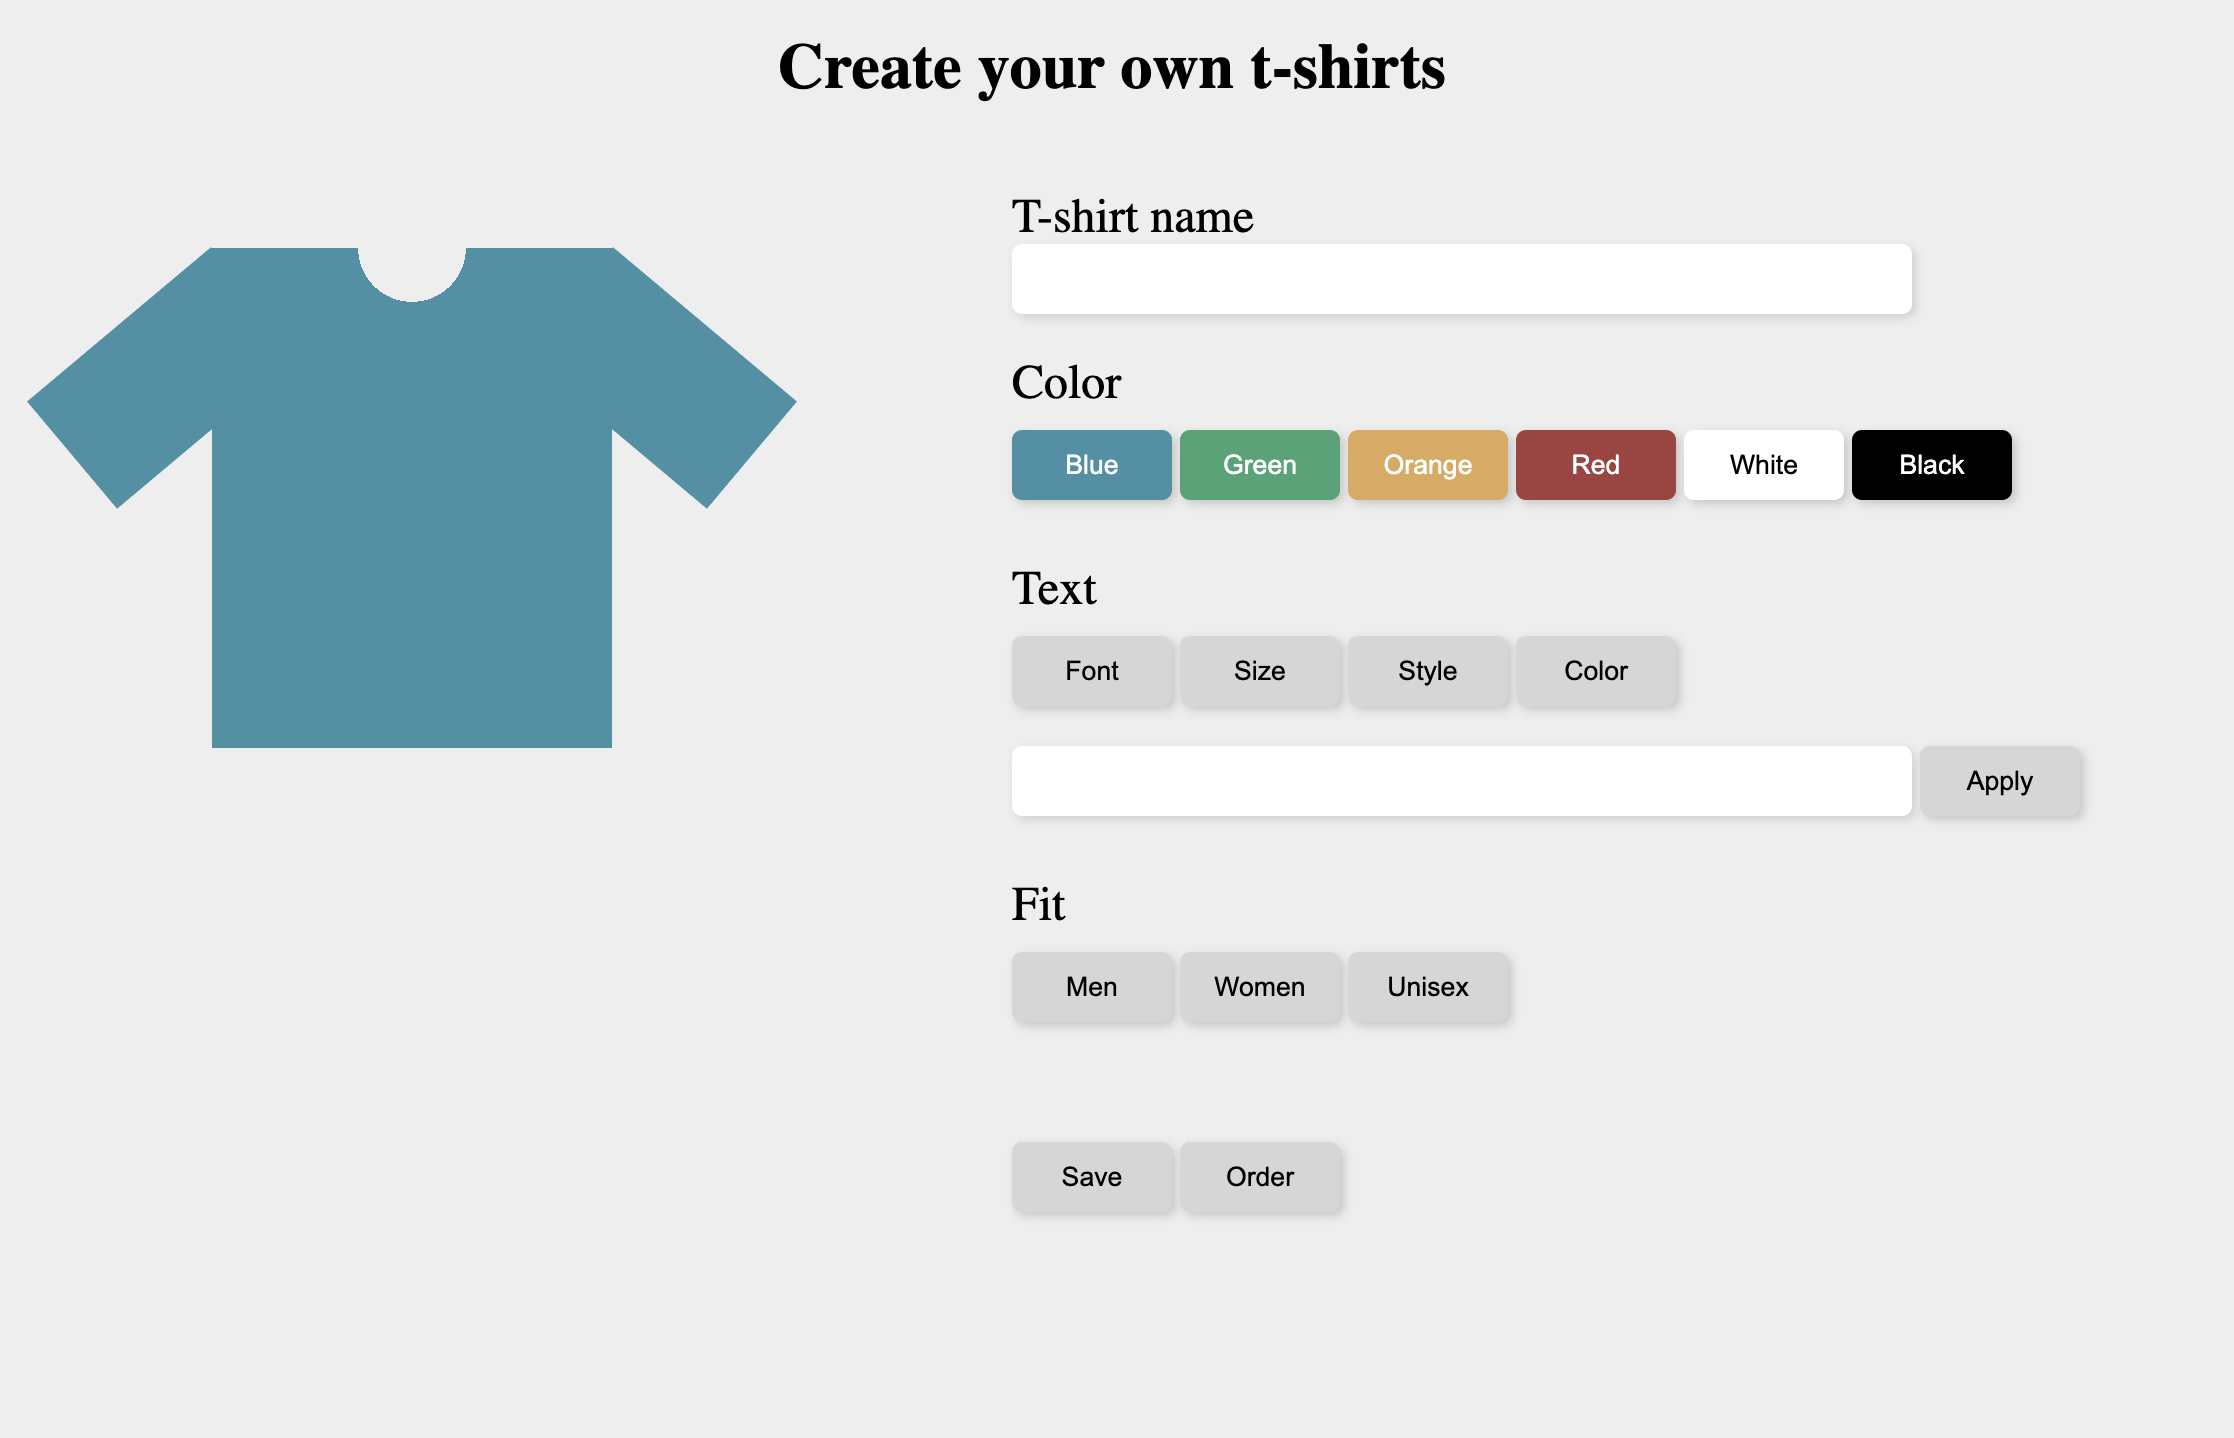 Create your own t-shirts
T-shirt name
Color
Blue Green Orange Red White Black
Text
Font Size Style Color
Apply
Fit
Men Women Unisex
Save Order